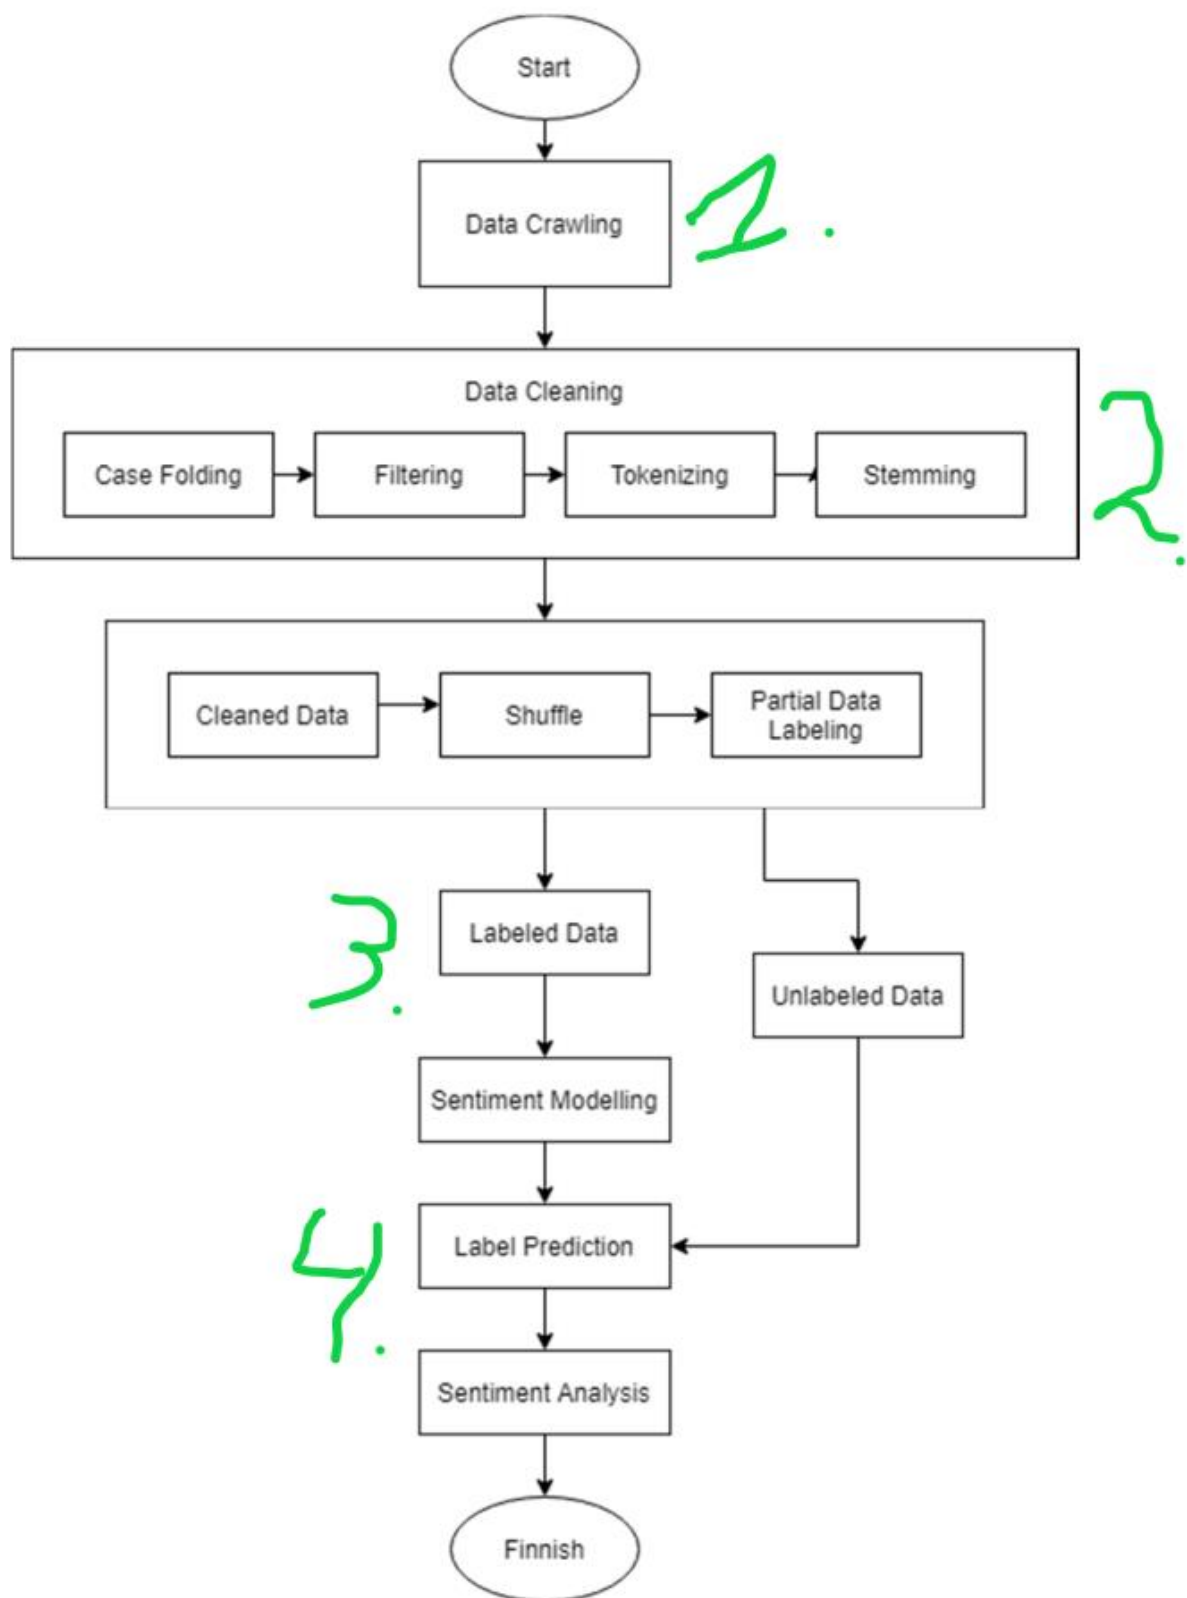 Start
Data Crawling
1.
Data Cleaning
Case Folding
Filtering
Tokenizing
Stemming
2.
Cleaned Data
Shuffle
Partial Data
Labeling
3.
Labeled Data
Unlabeled Data
Sentiment Modelling
4.
Label Prediction
Sentiment Analysis
Finnish